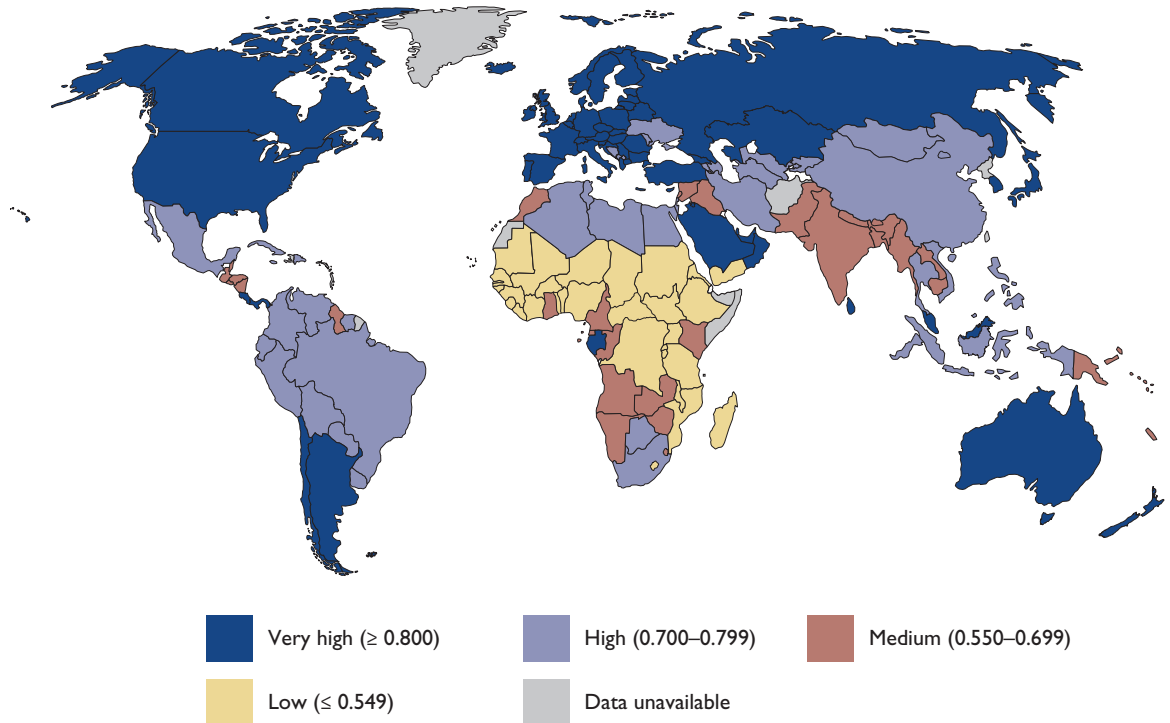 Very high (≥ 0.800)
High (0.700–0.799)
Medium (0.550–0.699)
Low (≤ 0.549)
Data unavailable